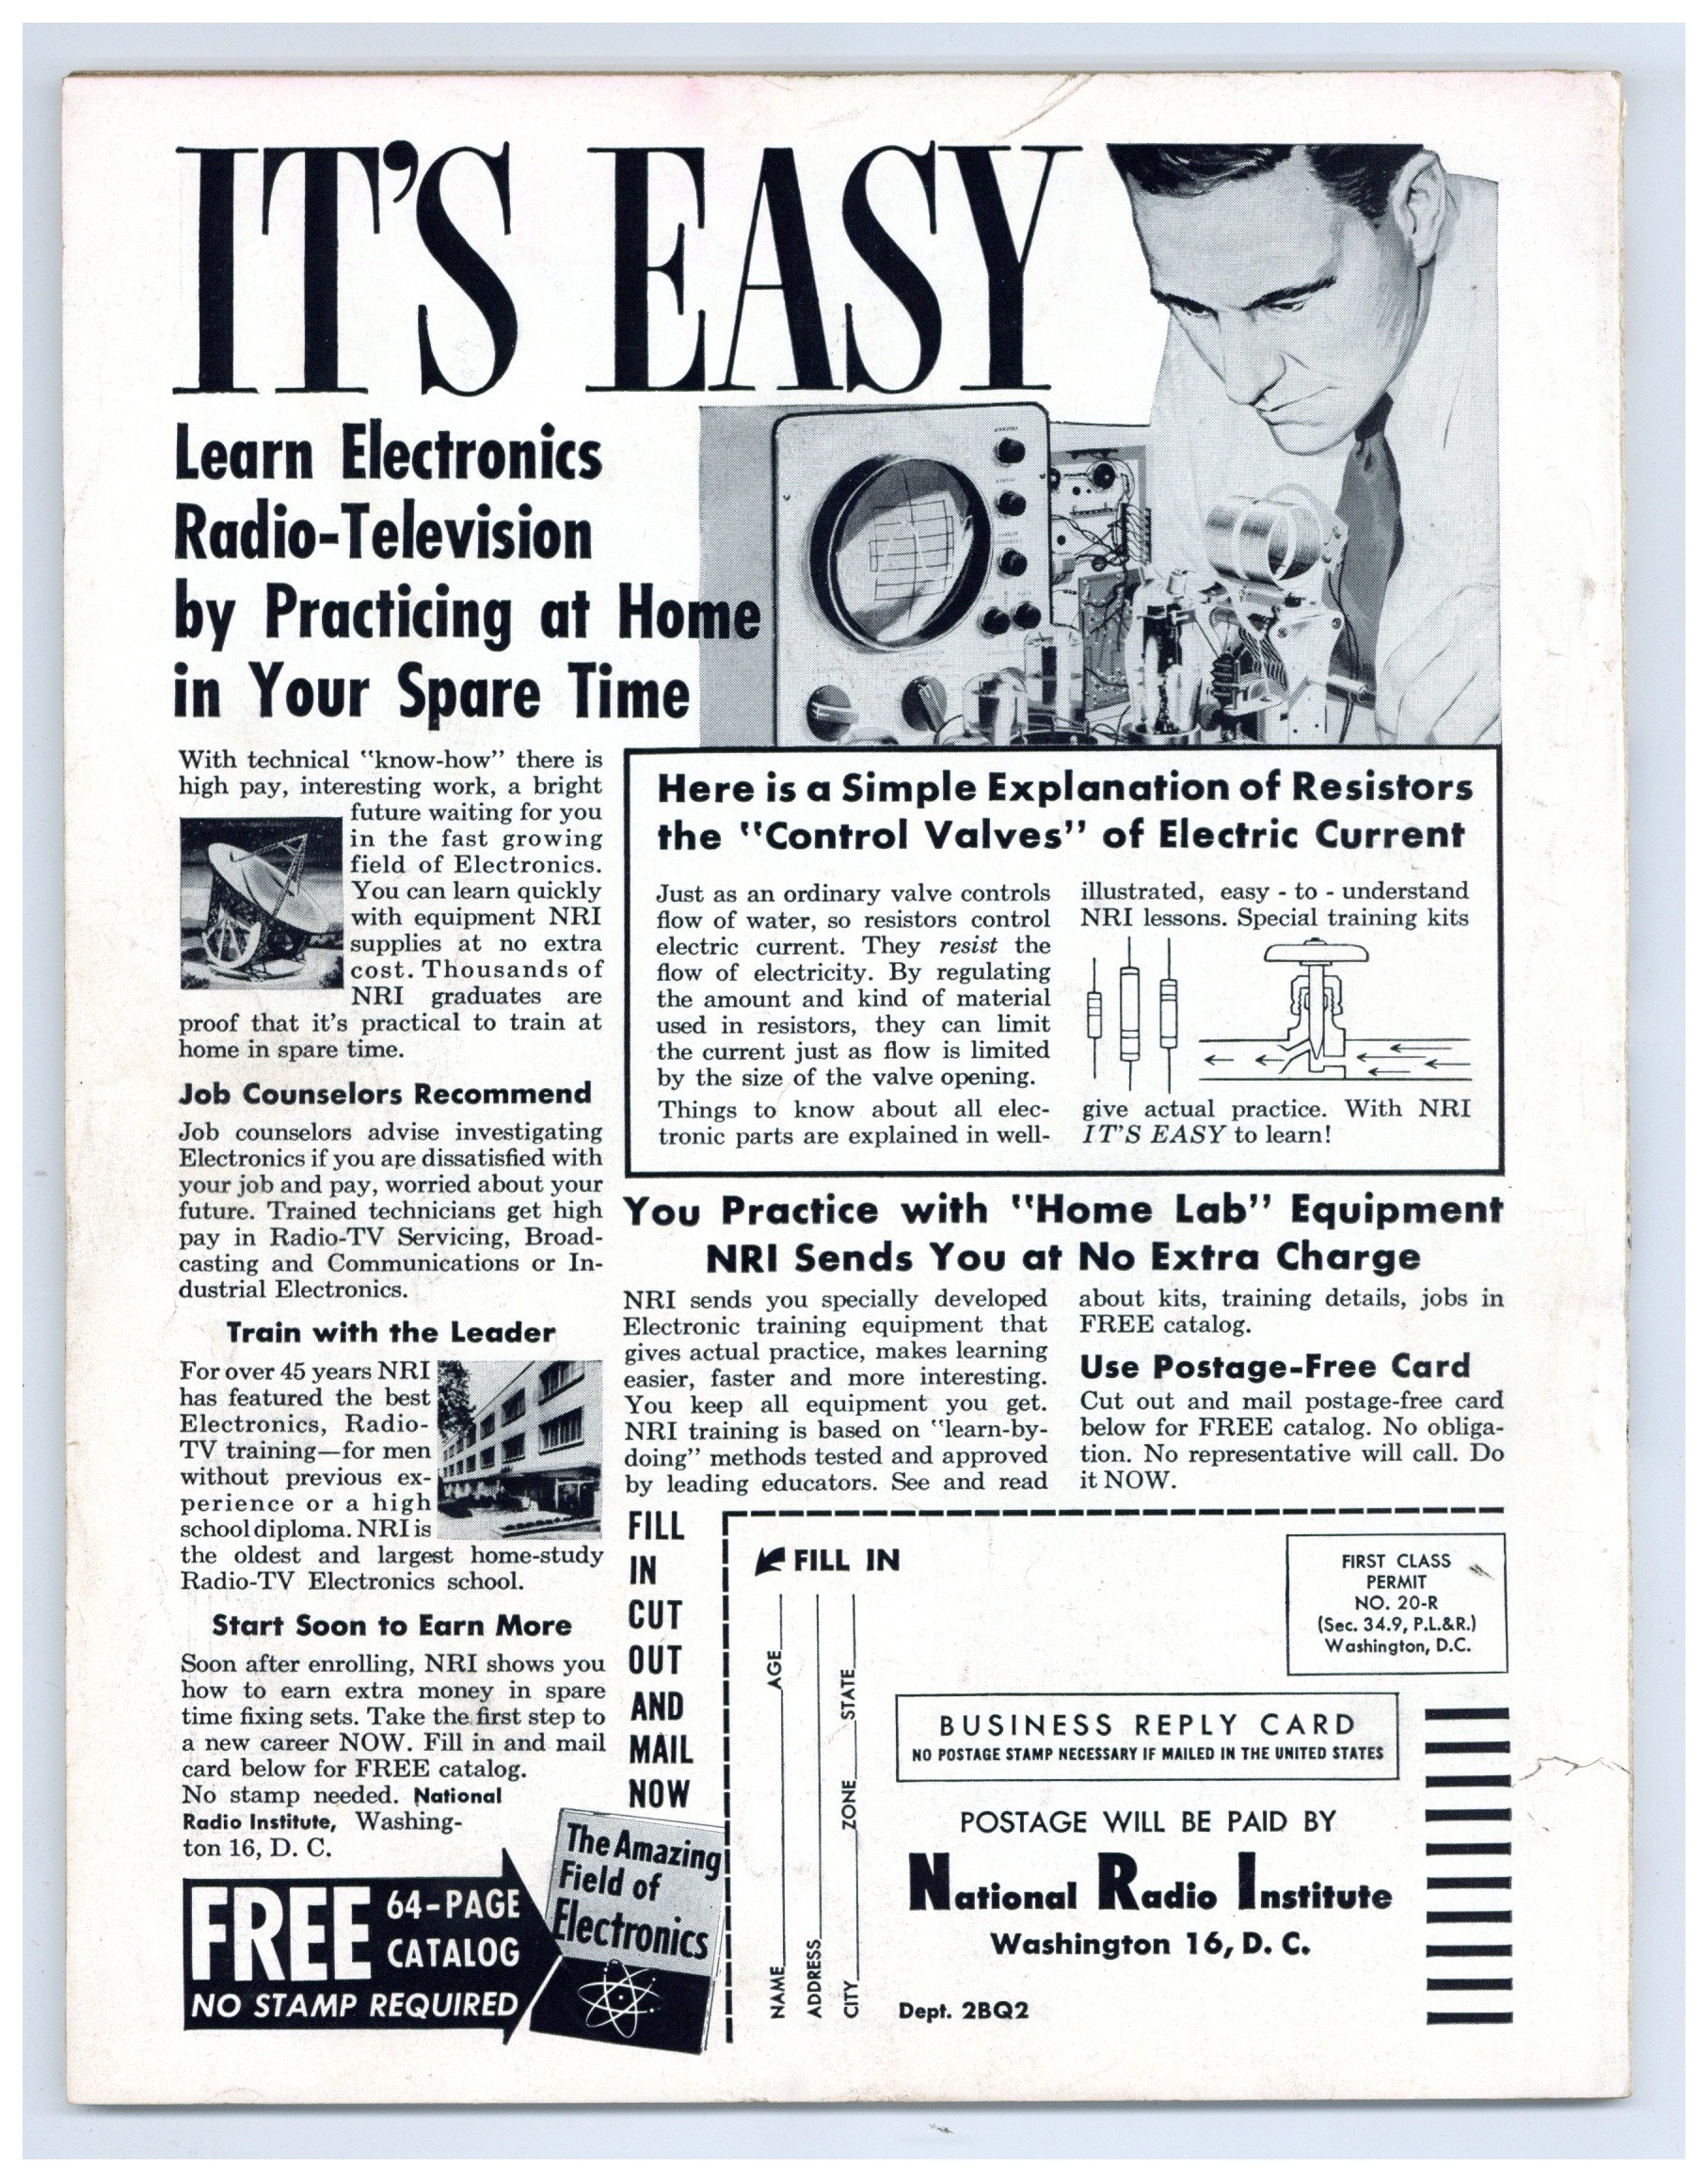 IT'S EASY
Learn Electronics
Radio-Television
by Practicing at Home
in Your Spare Time
With technical "know-how" there is
high pay, interesting work, a bright
future waiting for you
in the fast growing
field of Electronics.
You can learn quickly
with equipment NRI
supplies at no extra
cost. Thousands of
NRI graduates are
proof that it's practical to train at
home in spare time.
Job Counselors Recommend
Job counselors advise investigating
Electronics if you are dissatisfied with
your job and pay, worried about your
future. Trained technicians get high
pay in Radio-TV Servicing, Broad-
casting and Communications or In-
dustrial Electronics.
Train with the Leader
For over 45 years NRI
has featured the best
Electronics, Radio-
TV training—for men
without previous ex-
perience or a high
school diploma. NRI is
the oldest and largest home-study
Radio-TV Electronics school.
Start Soon to Earn More
Soon after enrolling, NRI shows you
how to earn extra money in spare
time fixing sets. Take the first step to
a new career NOW. Fill in and mail
card below for FREE catalog.
No stamp needed. National
Radio Institute, Washing-
ton 16, D. C.
FREE
64-PAGE
CATALOG
NO STAMP REQUIRED
The Amazing
Field of
Electronics
Here is a Simple Explanation of Resistors
the "Control Valves" of Electric Current
Just as an ordinary valve controls
flow of water, so resistors control
electric current. They resist the
flow of electricity. By regulating
the amount and kind of material
used in resistors, they can limit
the current just as flow is limited
by the size of the valve opening.
Things to know about all elec-
tronic parts are explained in well-
illustrated, easy - to - understand
NRI lessons. Special training kits
give actual practice. With NRI
IT'S EASY to learn!
You Practice with "Home Lab" Equipment
NRI Sends You at No Extra Charge
NRI sends you specially developed
Electronic training equipment that
gives actual practice, makes learning
easier, faster and more interesting.
You keep all equipment you get.
NRI training is based on "learn-by-
doing" methods tested and approved
by leading educators. See and read
about kits, training details, jobs in
FREE catalog.
Use Postage-Free Card
Cut out and mail postage-free card
below for FREE catalog. No obliga-
tion. No representative will call. Do
it NOW.
FILL
IN
CUT
OUT
AND
MAIL
NOW
FILL IN
NAME AGE
ADDRESS
CITY ZONE STATE
FIRST CLASS
PERMIT
NO. 20-R
(Sec. 34.9, P.L.&R.)
Washington, D.C.
BUSINESS REPLY CARD
NO POSTAGE STAMP NECESSARY IF MAILED IN THE UNITED STATES
POSTAGE WILL BE PAID BY
National Radio Institute
Washington 16, D. C.
Dept. 2BQ2